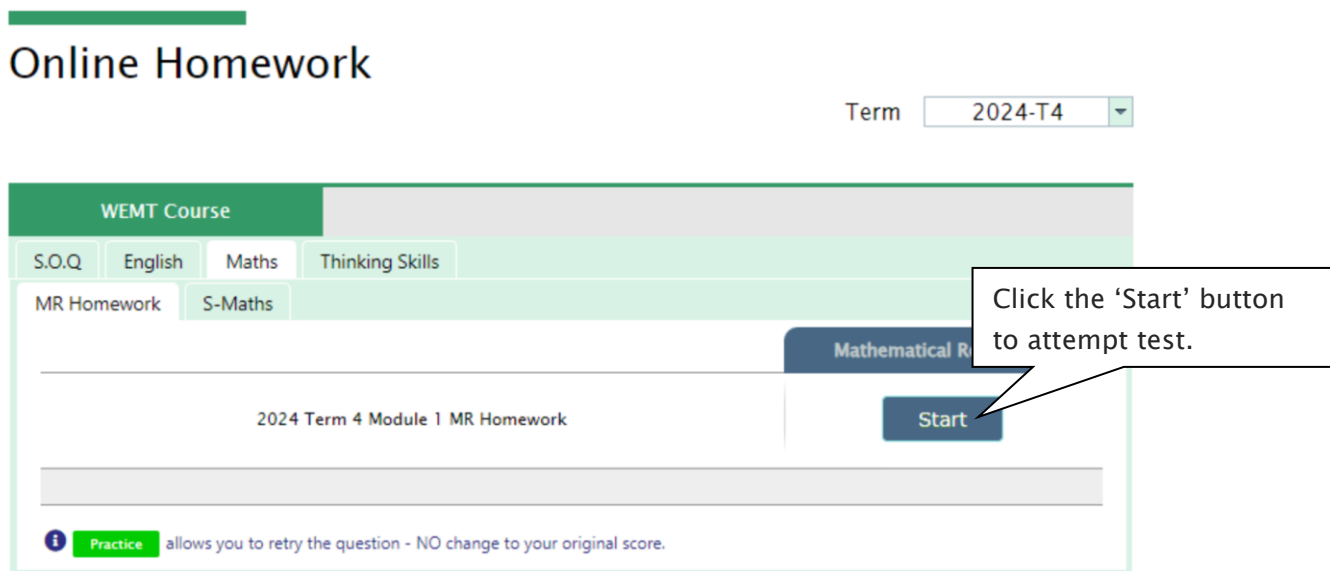 Online Homework
Term 2024-T4
WEMT Course
S.O.Q English Maths Thinking Skills
MR Homework S-Maths
Click the ‘Start’ button
to attempt test.
Mathematical
2024 Term 4 Module 1 MR Homework
Start
Practice allows you to retry the question - NO change to your original score.